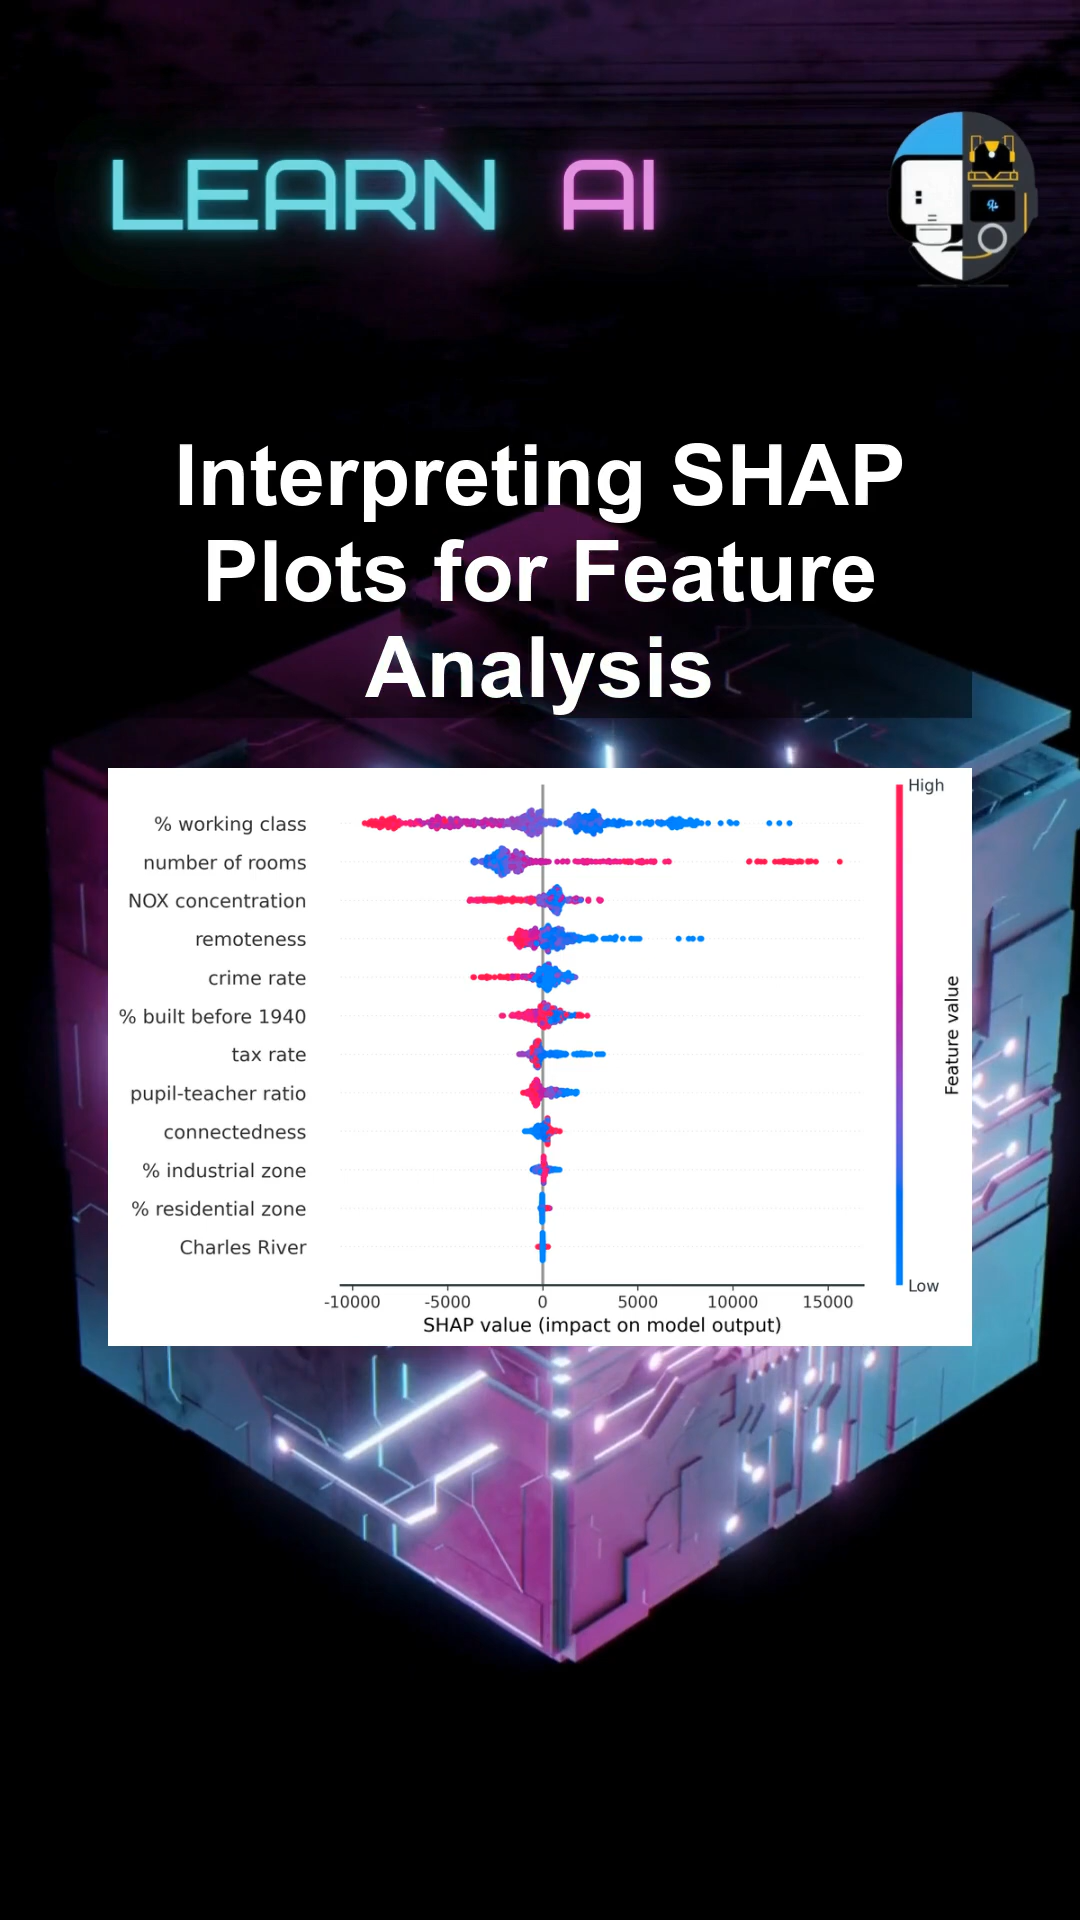 LEARN AI
Interpreting SHAP
Plots for Feature
Analysis
High
% working class
number of rooms
NOX concentration
remoteness
crime rate
% built before 1940
tax rate
pupil-teacher ratio
connectedness
% industrial zone
% residential zone
Charles River
Feature value
Low
-10000 -5000 0 5000 10000 15000
SHAP value (impact on model output)